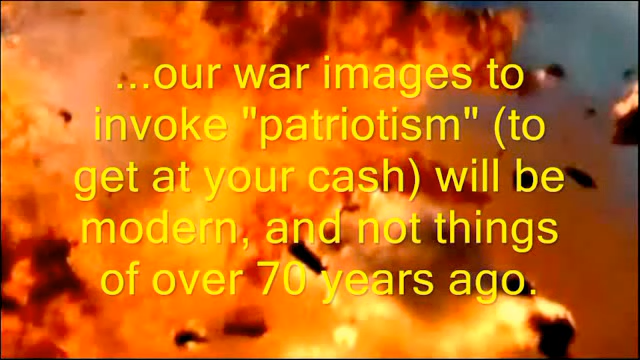 ...our war images to
invoke "patriotism" (to
get at your cash) will be
modern, and not things
of over 70 years ago.